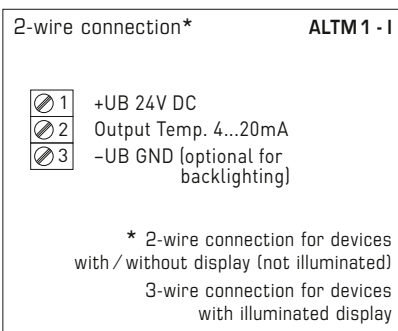 2-wire connection* ALTM 1 - I
1 +UB 24V DC
2 Output Temp. 4...20mA
3 –UB GND (optional for
backlighting)
* 2-wire connection for devices
with / without display (not illuminated)
3-wire connection for devices
with illuminated display